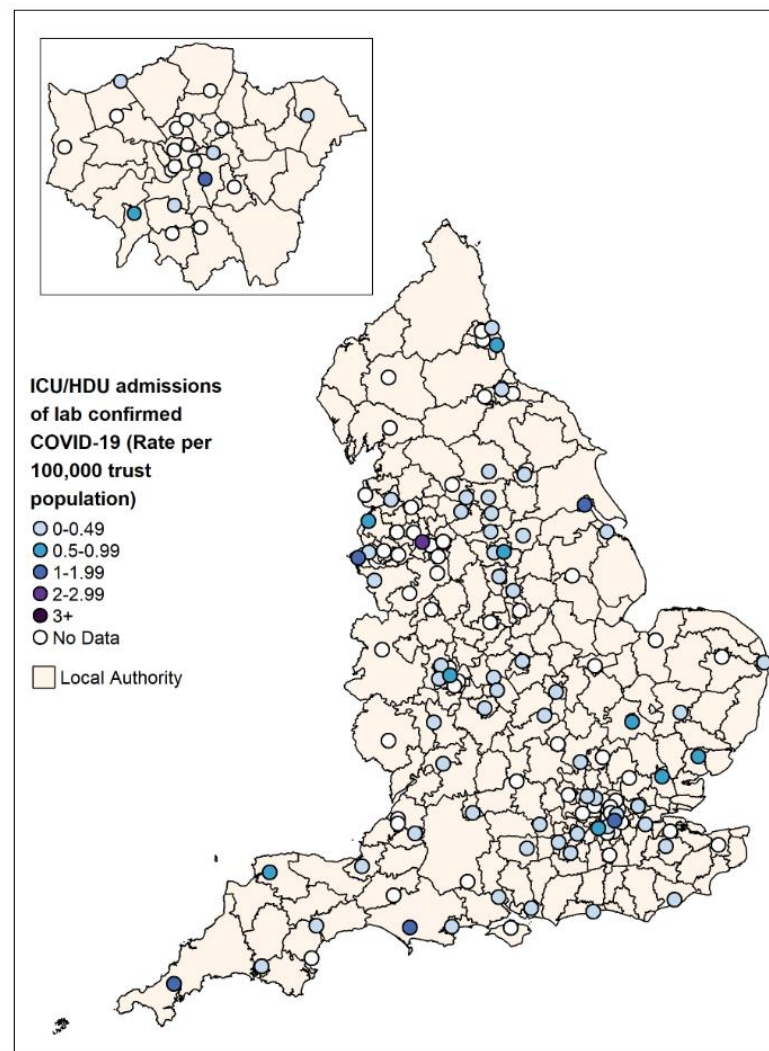 ICU/HDU admissions
of lab confirmed
COVID-19 (Rate per
100,000 trust
population)
0-0.49
0.5-0.99
1-1.99
2-2.99
3+
No Data
Local Authority